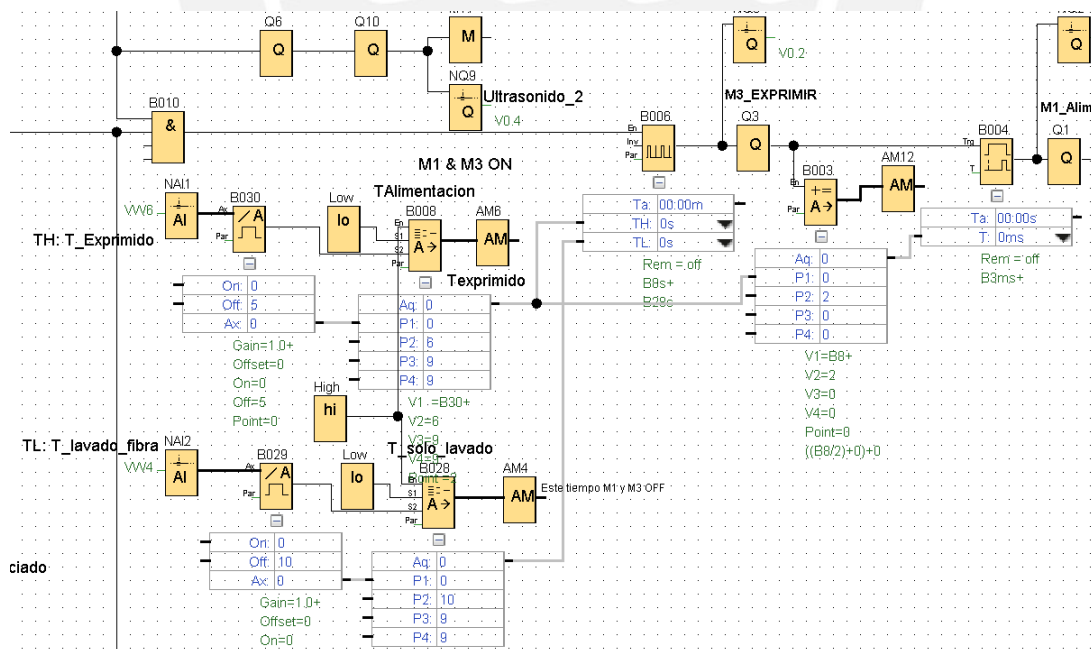 Q6
Q10
M
Q
Q
NQ9
Q
Ultrasonido_2
V0.4
Q
V0.2
Q
B010
&
M3_EXPRIMIR
M1_Alim
B006
En
Inv
Par
Q3
Q
B004
Trg
T
Q1
Q
M1 & M3 ON
B003
+=
A→
En
Par
AM12
AM
NAI1
AI
VW6
B030
/A
Ax
Par
Low
lo
TAlimentacion
B008
En
S1
S2
Par
A→
AM6
AM
TH: T_Exprimido
Texprimido
Ta: 00:00m
TH: 0s
TL: 0s
Rem = off
B8s+
B28s
Ta: 00:00s
T: 0ms
Rem = off
B3ms+
On: 0
Off: 5
Ax: 0
Gain=1.0+
Offset=0
On=0
Off=5
Point=0
Aq: 0
P1: 0
P2: 6
P3: 9
P4: 9
V1 .=B30+
V2=6
V3=9
V4=9
Point=2
Aq: 0
P1: 0
P2: 2
P3: 0
P4: 0
V1=B8+
V2=2
V3=0
V4=0
Point=0
((B8/2)+0)+0
High
hi
TL: T_lavado_fibra
NAI2
AI
VW4
B029
/A
Ax
Par
Low
lo
T_solo_lavado
B028
En
S1
S2
Par
A→
AM4
AM
Este tiempo M1 y M3 OFF
ciado
On: 0
Off: 10
Ax: 0
Gain=1.0+
Offset=0
On=0
Aq: 0
P1: 0
P2: 10
P3: 9
P4: 9